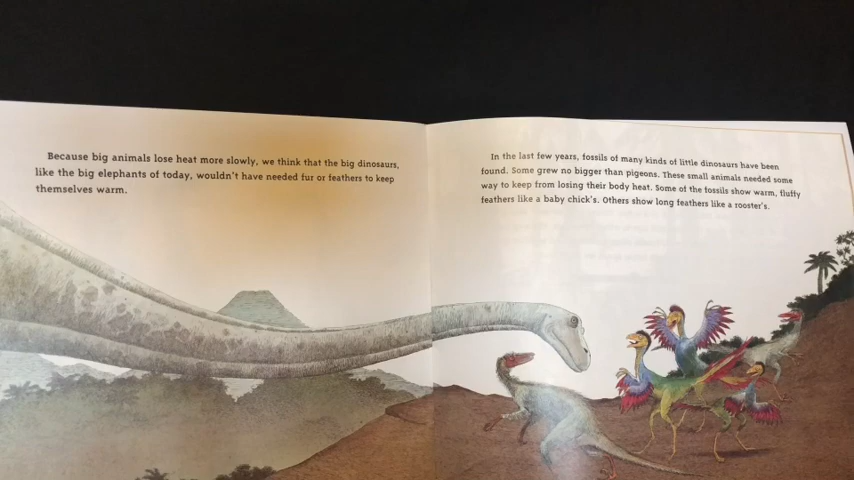 Because big animals lose heat more slowly, we think that the big dinosaurs,
like the big elephants of today, wouldn't have needed fur or feathers to keep
themselves warm.
In the last few years, fossils of many kinds of little dinosaurs have been
found. Some grew no bigger than pigeons. These small animals needed some
way to keep from losing their body heat. Some of the fossils show warm, fluffy
feathers like a baby chick's. Others show long feathers like a rooster's.